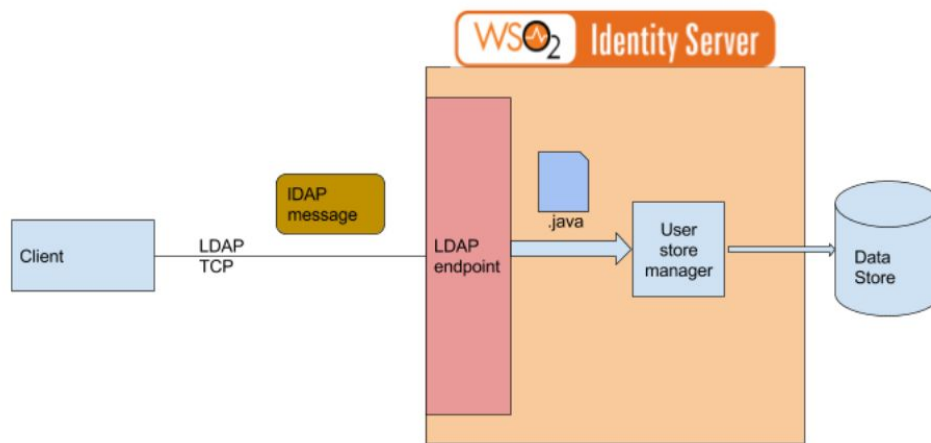 WSO2 Identity Server
IDAP
message
.java
Client
LDAP
TCP
LDAP
endpoint
User
store
manager
Data
Store